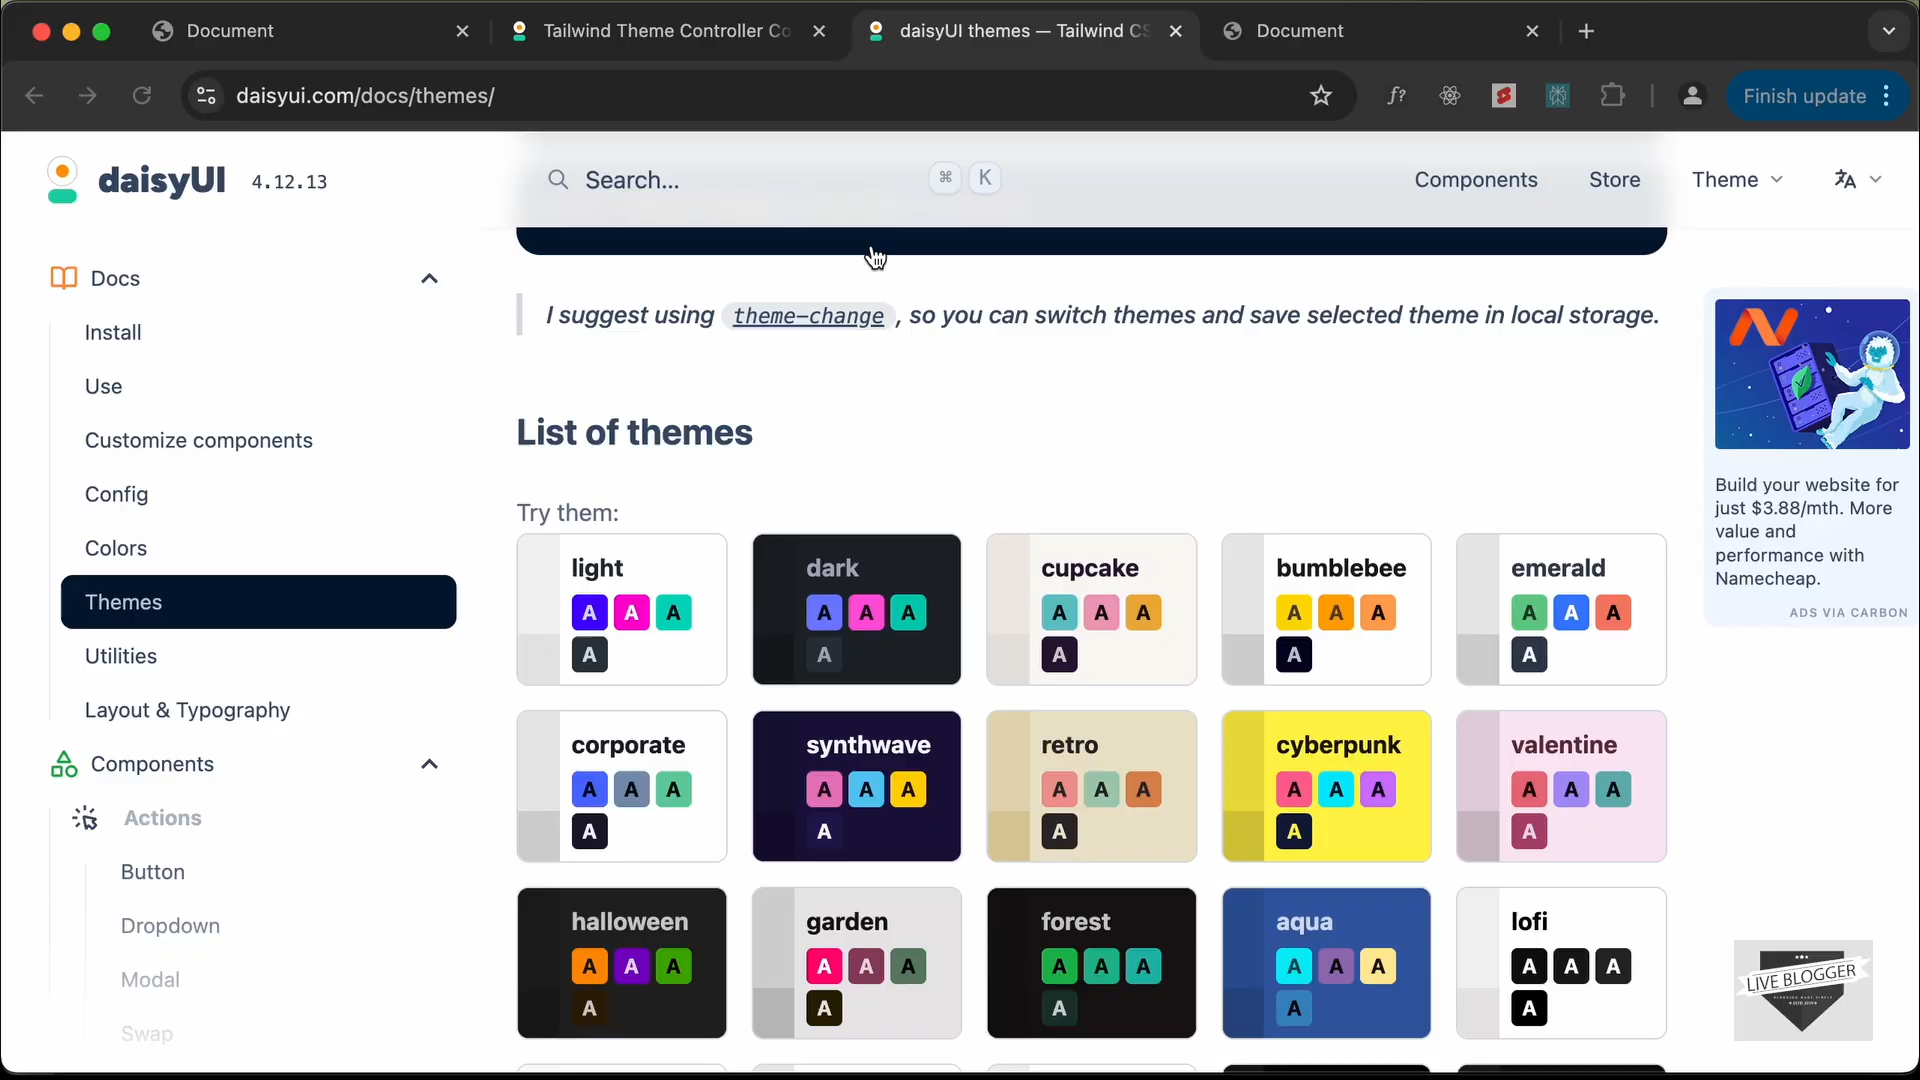 Document
Tailwind Theme Controller Co
daisyUI themes — Tailwind CS
Document
daisyui.com/docs/themes/
f?
Finish update
daisyUI 4.12.13
Search...
⌘ K
Components
Store
Theme
Docs
Install
Use
Customize components
Config
Colors
Themes
Utilities
Layout & Typography
Components
Actions
Button
Dropdown
Modal
Swap
I suggest using theme-change, so you can switch themes and save selected theme in local storage.
List of themes
Try them:
light
A A A
A
dark
A A A
A
cupcake
A A A
A
bumblebee
A A A
A
emerald
A A A
A
corporate
A A A
A
synthwave
A A A
A
retro
A A A
A
cyberpunk
A A A
A
valentine
A A A
A
halloween
A A A
A
garden
A A A
A
forest
A A A
A
aqua
A A A
A
lofi
A A A
A
Build your website for
just $3.88/mth. More
value and
performance with
Namecheap.
ADS VIA CARBON
LIVE BLOGGER